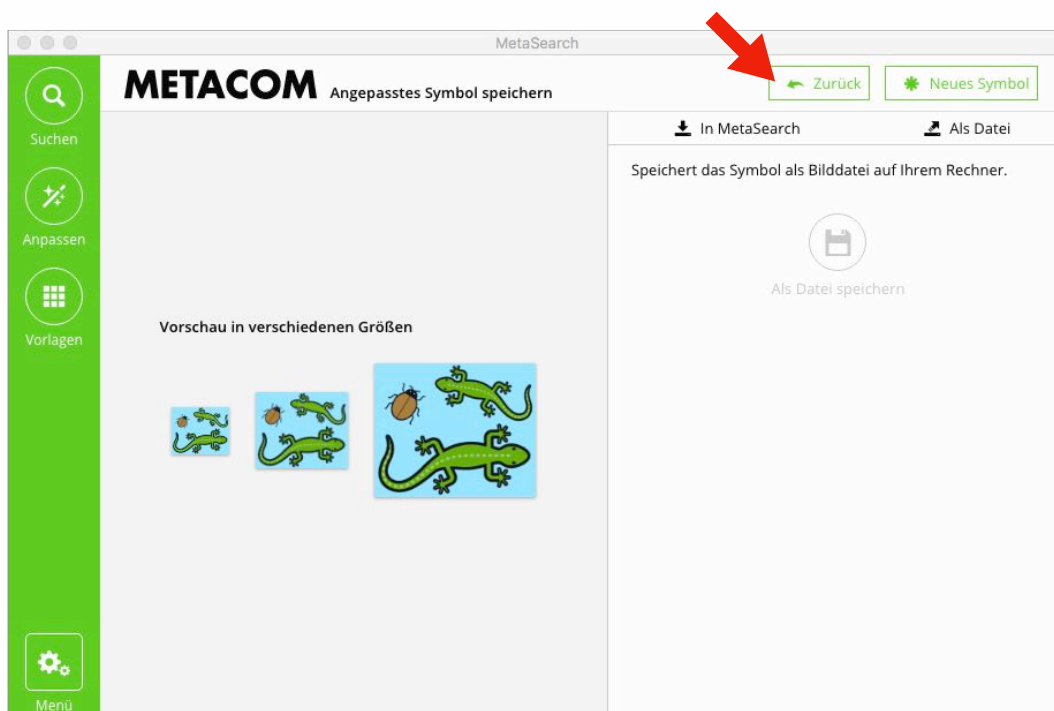 MetaSearch
METACOM Angepasstes Symbol speichern
Zurück
Neues Symbol
Suchen
Anpassen
Vorlagen
Menü
In MetaSearch
Als Datei
Speichert das Symbol als Bilddatei auf Ihrem Rechner.
Als Datei speichern
Vorschau in verschiedenen Größen